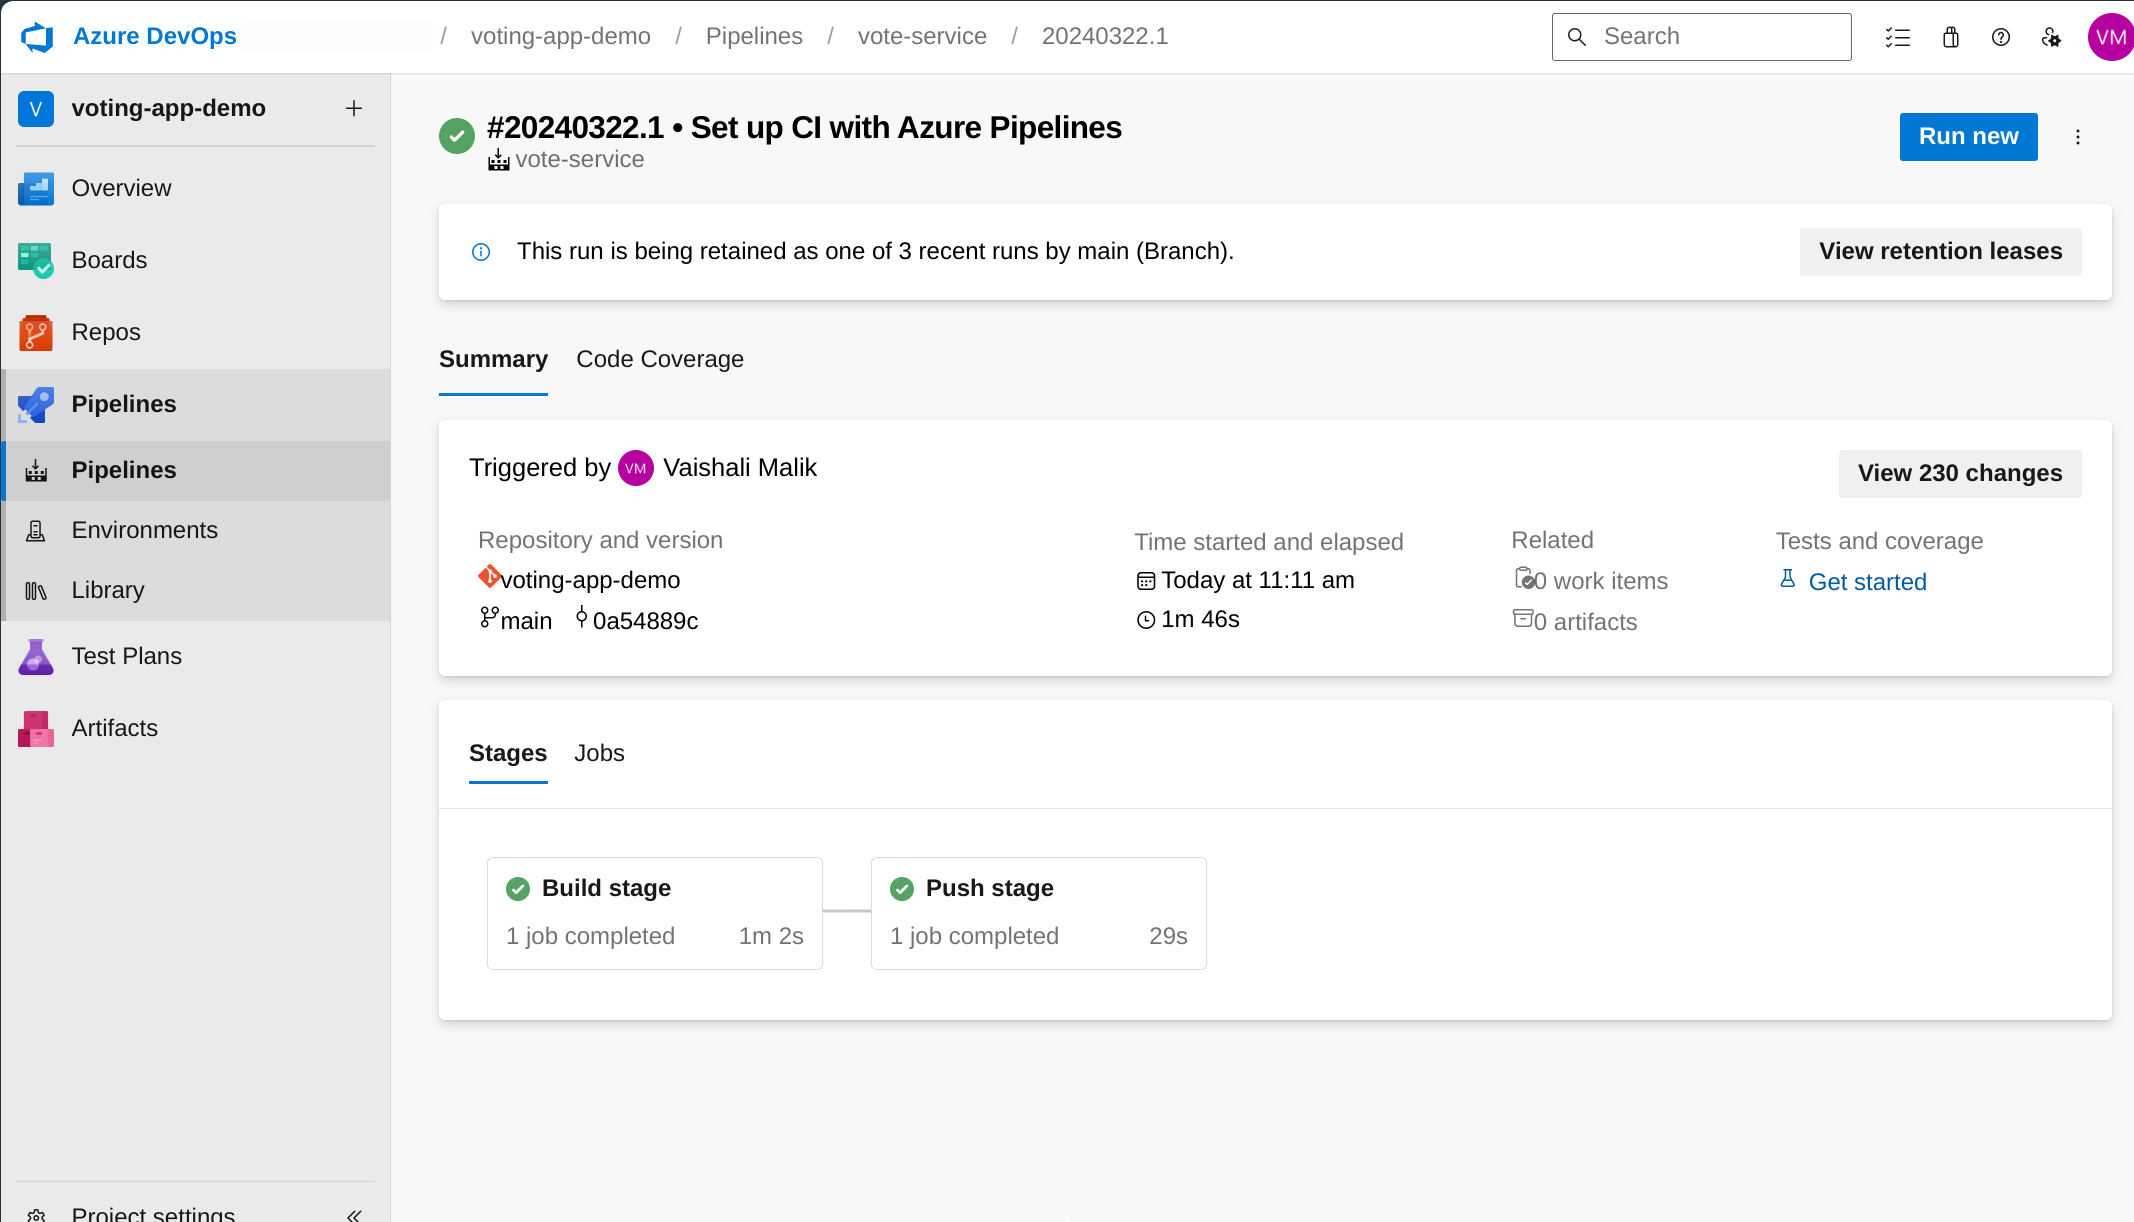 Azure DevOps / voting-app-demo / Pipelines / vote-service / 20240322.1
Search
VM
V voting-app-demo
Overview
Boards
Repos
Pipelines
Pipelines
Environments
Library
Test Plans
Artifacts
Project settings
#20240322.1 • Set up CI with Azure Pipelines
vote-service
Run new
This run is being retained as one of 3 recent runs by main (Branch).
View retention leases
Summary Code Coverage
Triggered by VM Vaishali Malik
View 230 changes
Repository and version
voting-app-demo
main 0a54889c
Time started and elapsed
Today at 11:11 am
1m 46s
Related
0 work items
0 artifacts
Tests and coverage
Get started
Stages Jobs
Build stage
1 job completed 1m 2s
Push stage
1 job completed 29s